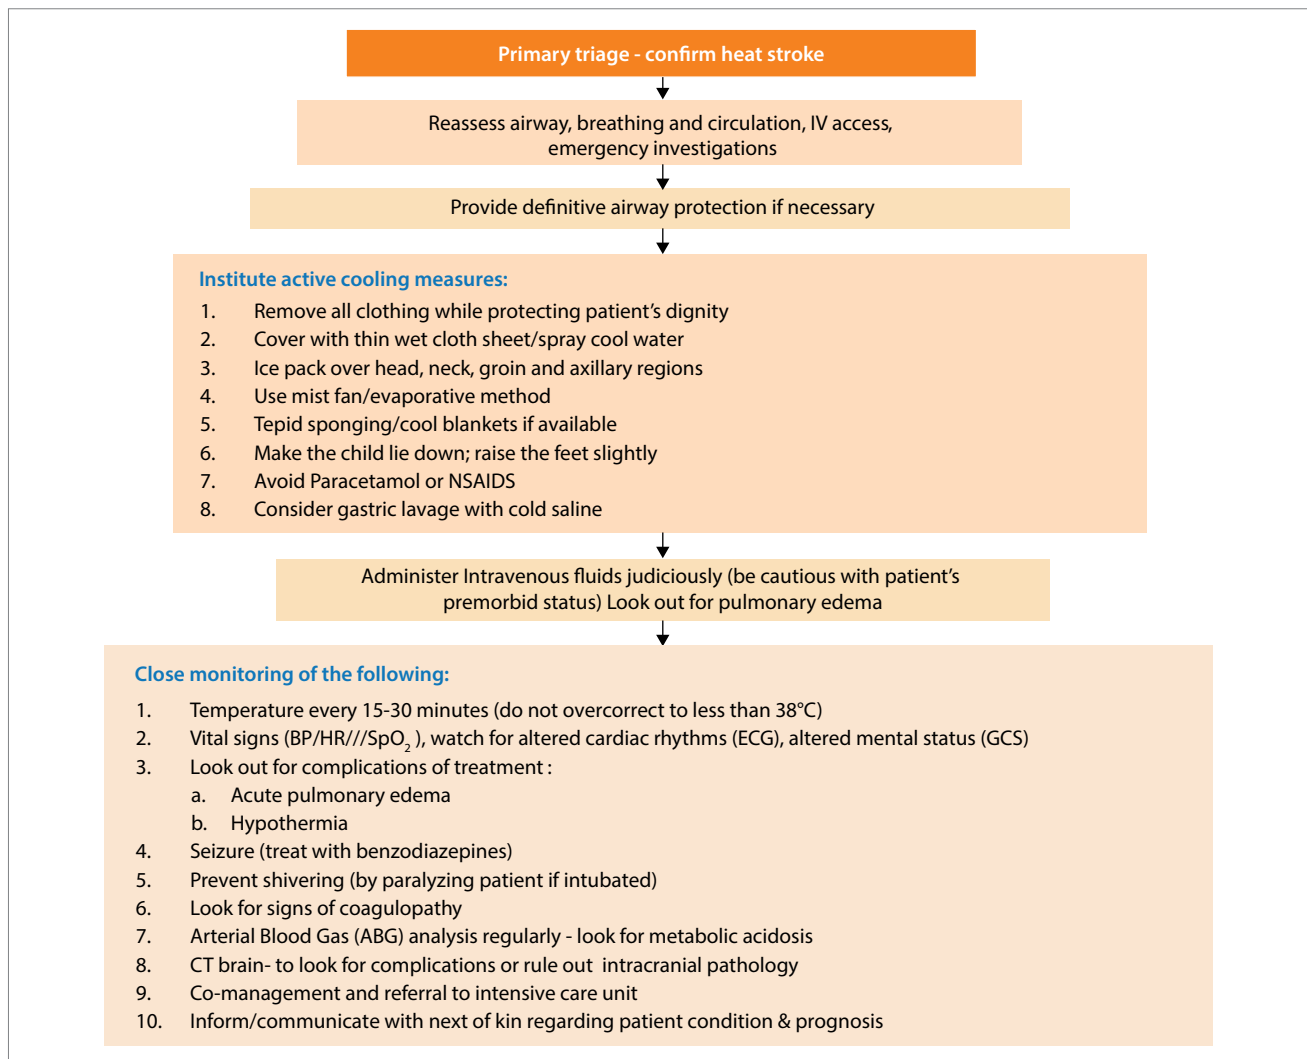 Primary triage - confirm heat stroke
Reassess airway, breathing and circulation, IV access,
emergency investigations
Provide definitive airway protection if necessary
Institute active cooling measures:
1. Remove all clothing while protecting patient’s dignity
2. Cover with thin wet cloth sheet/spray cool water
3. Ice pack over head, neck, groin and axillary regions
4. Use mist fan/evaporative method
5. Tepid sponging/cool blankets if available
6. Make the child lie down; raise the feet slightly
7. Avoid Paracetamol or NSAIDS
8. Consider gastric lavage with cold saline
Administer Intravenous fluids judiciously (be cautious with patient’s
premorbid status) Look out for pulmonary edema
Close monitoring of the following:
1. Temperature every 15-30 minutes (do not overcorrect to less than 38°C)
2. Vital signs (BP/HR///SpO₂ ), watch for altered cardiac rhythms (ECG), altered mental status (GCS)
3. Look out for complications of treatment :
a. Acute pulmonary edema
b. Hypothermia
4. Seizure (treat with benzodiazepines)
5. Prevent shivering (by paralyzing patient if intubated)
6. Look for signs of coagulopathy
7. Arterial Blood Gas (ABG) analysis regularly - look for metabolic acidosis
8. CT brain- to look for complications or rule out intracranial pathology
9. Co-management and referral to intensive care unit
10. Inform/communicate with next of kin regarding patient condition & prognosis